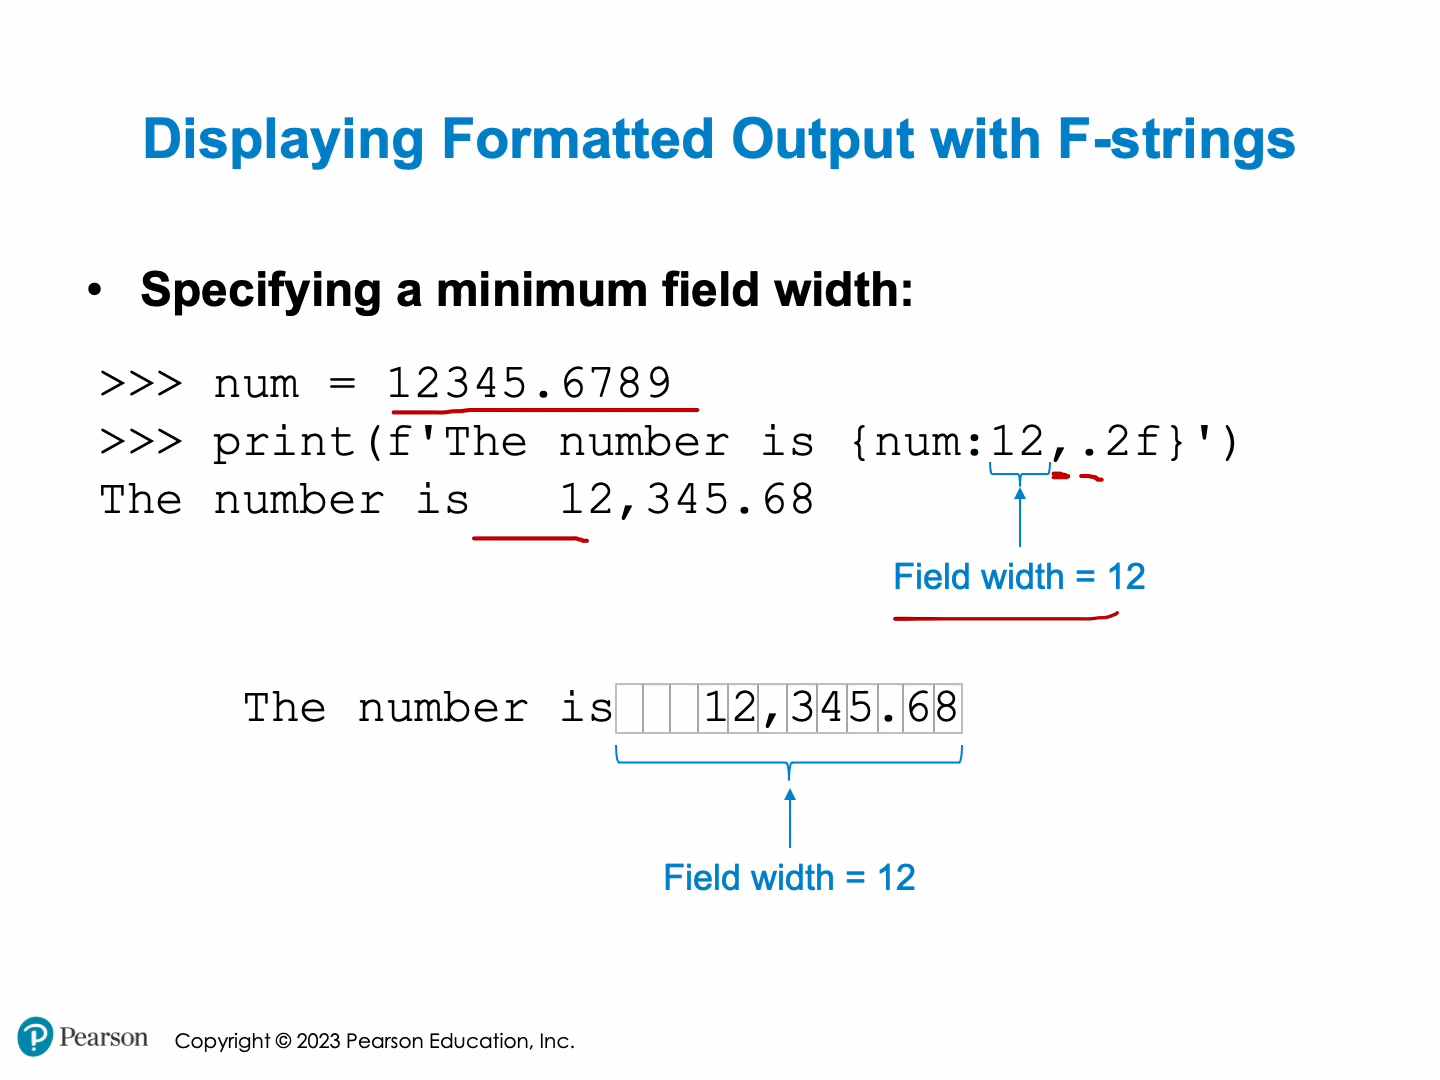 Displaying Formatted Output with F-strings
• Specifying a minimum field width:
>>> num = 12345.6789
>>> print(f'The number is {num:12,.2f}')
The number is   12,345.68
Field width = 12
The number is   12,345.68
Field width = 12
Pearson
Copyright © 2023 Pearson Education, Inc.